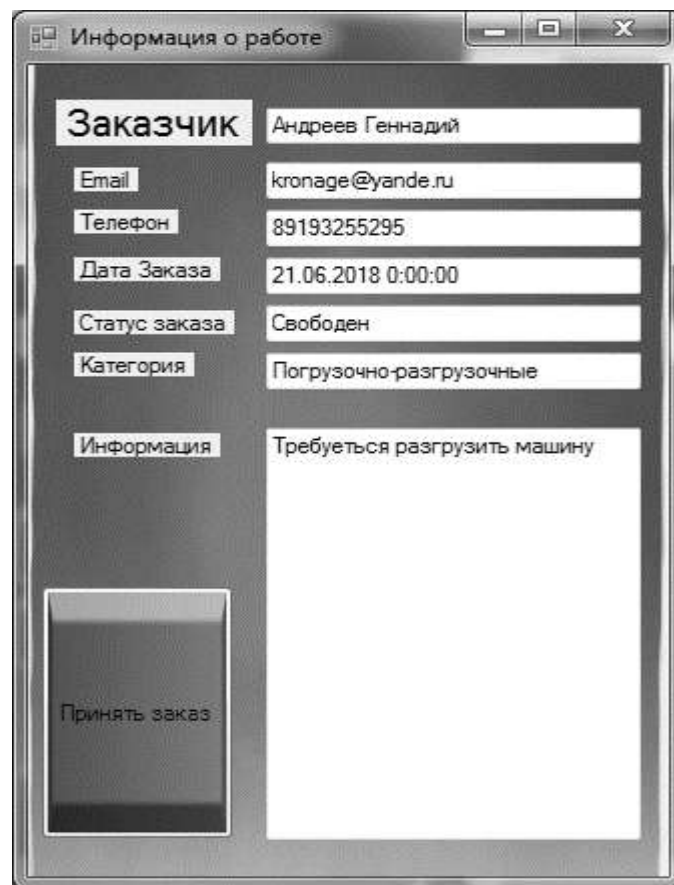 Информация о работе
Заказчик Андреев Геннадий
Email kronage@yande.ru
Телефон 89193255295
Дата Заказа 21.06.2018 0:00:00
Статус заказа Свободен
Категория Погрузочно-разгрузочные
Информация Требуеться разгрузить машину
Принять заказ